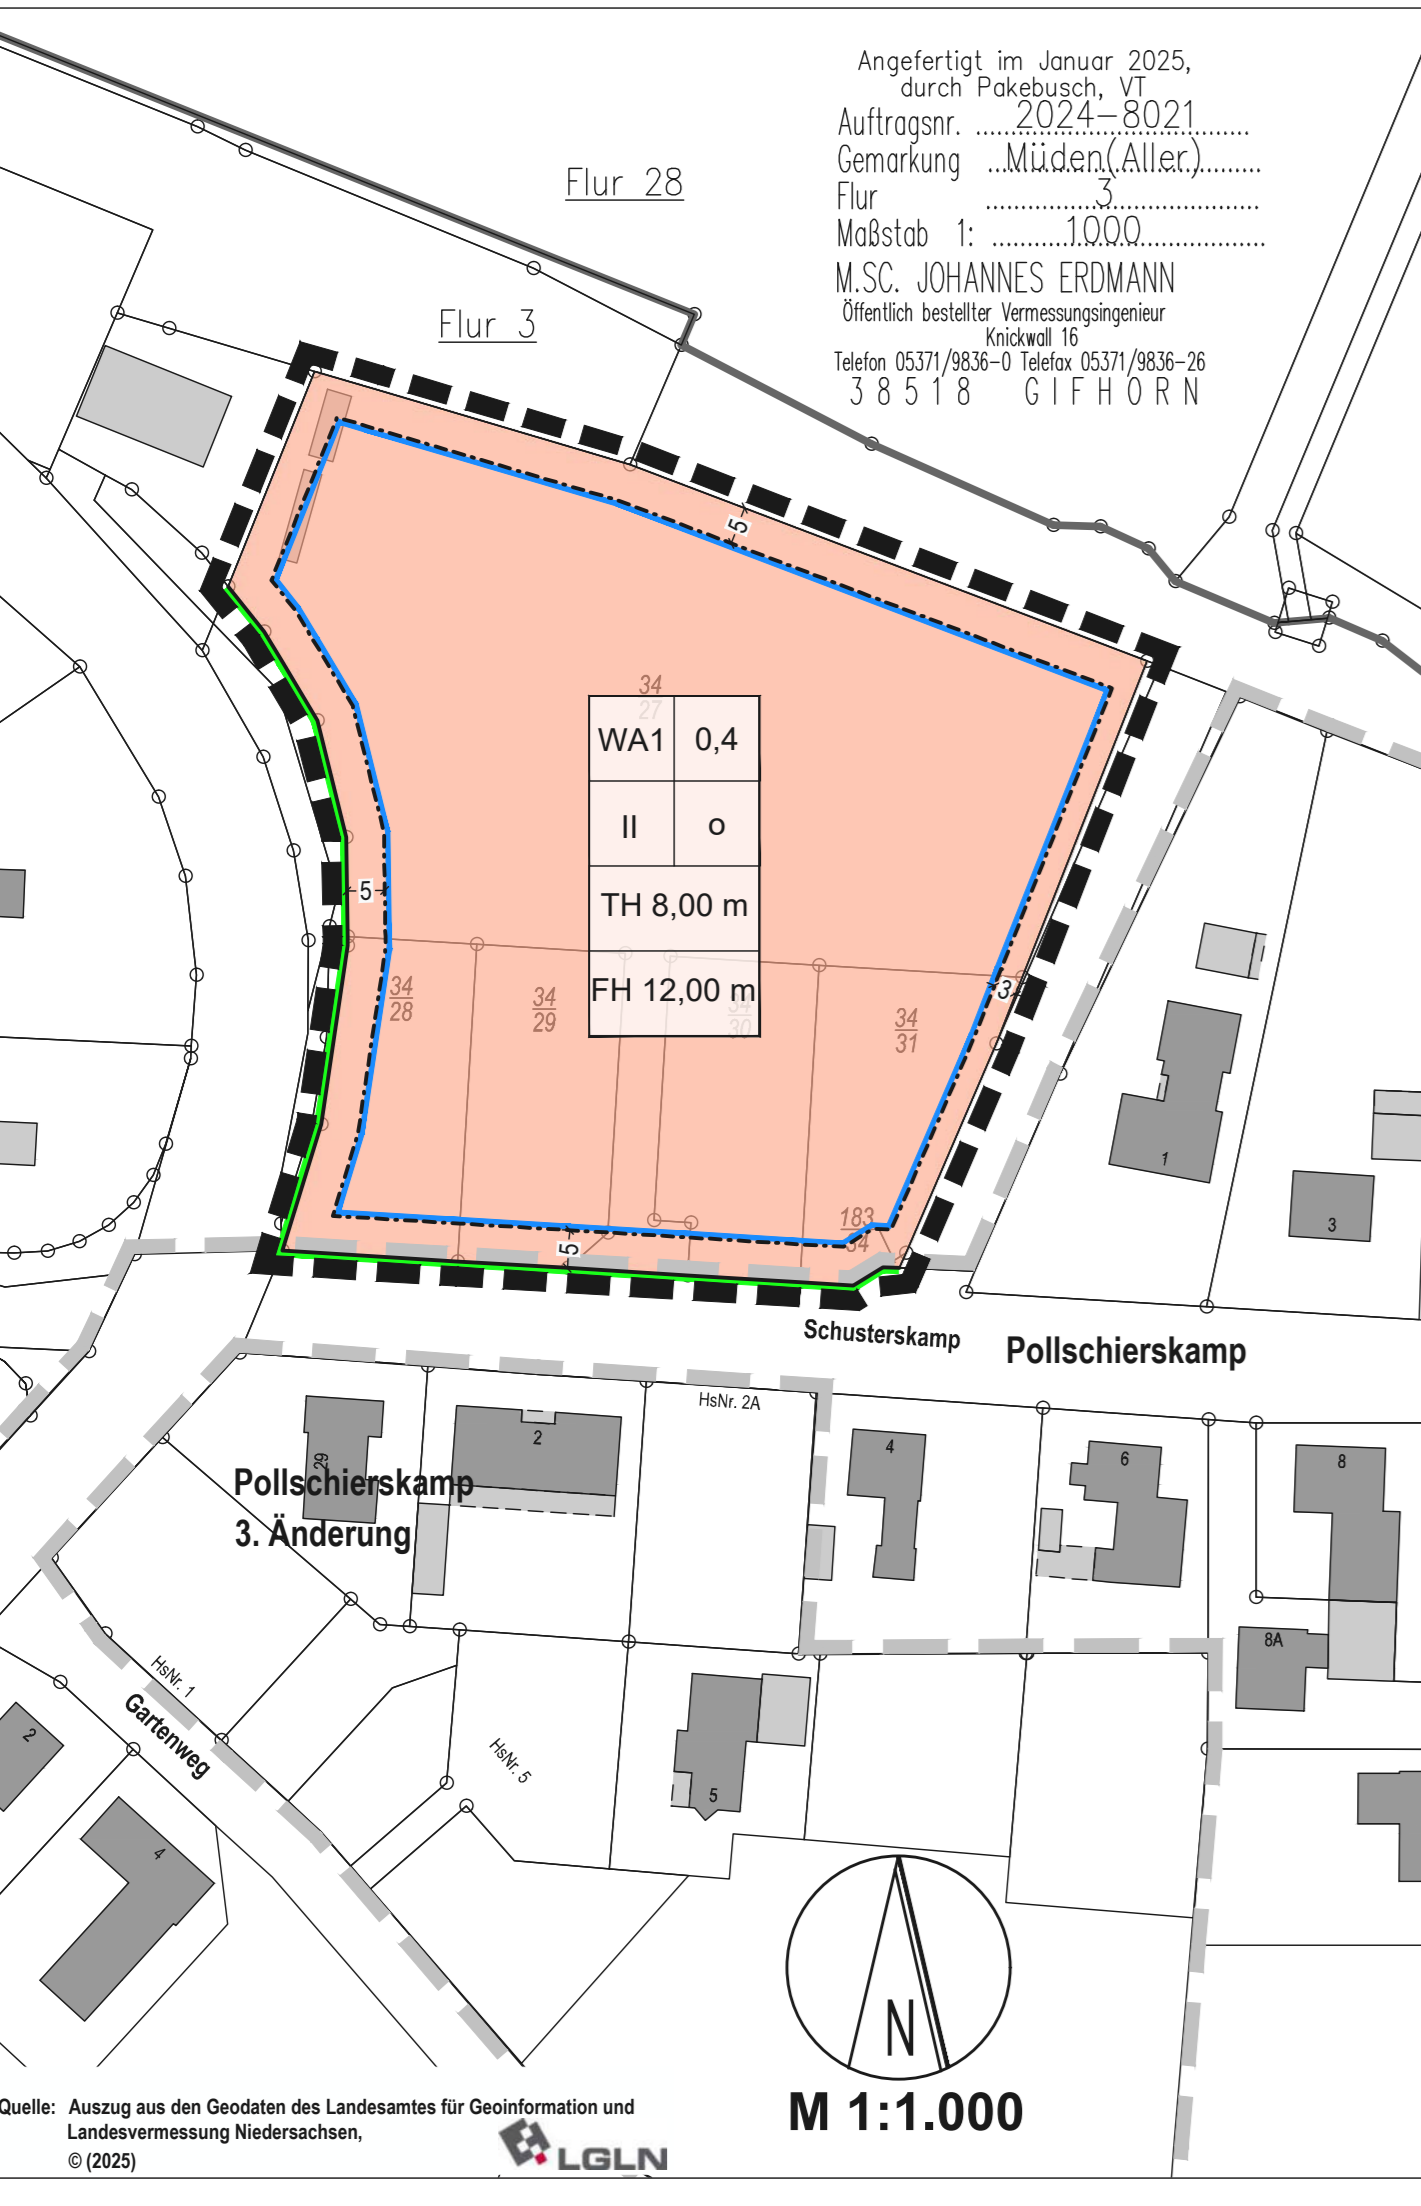 Angefertigt im Januar 2025,
durch Pakebusch, VT
Auftragsnr. 2024-8021
Gemarkung Müden(Aller)
Flur 3
Maßstab 1: 1000
M.SC. JOHANNES ERDMANN
Öffentlich bestellter Vermessungsingenieur
Knickwall 16
Telefon 05371/9836-0 Telefax 05371/9836-26
38518 GIFHORN
Flur 28
Flur 3
5
34
27
WA1 0,4
II o
TH 8,00 m
FH 12,00 m
5
3
34
28
34
29
34
30
34
31
183
34
5
1
3
Schusterskamp
Pollschierskamp
HsNr. 2A
29
2
4
6
8
Pollschierskamp
3. Änderung
8A
HsNr. 1
Gartenweg
2
HsNr. 5
5
4
N
M 1:1.000
Quelle: Auszug aus den Geodaten des Landesamtes für Geoinformation und
Landesvermessung Niedersachsen,
© (2025)
LGLN